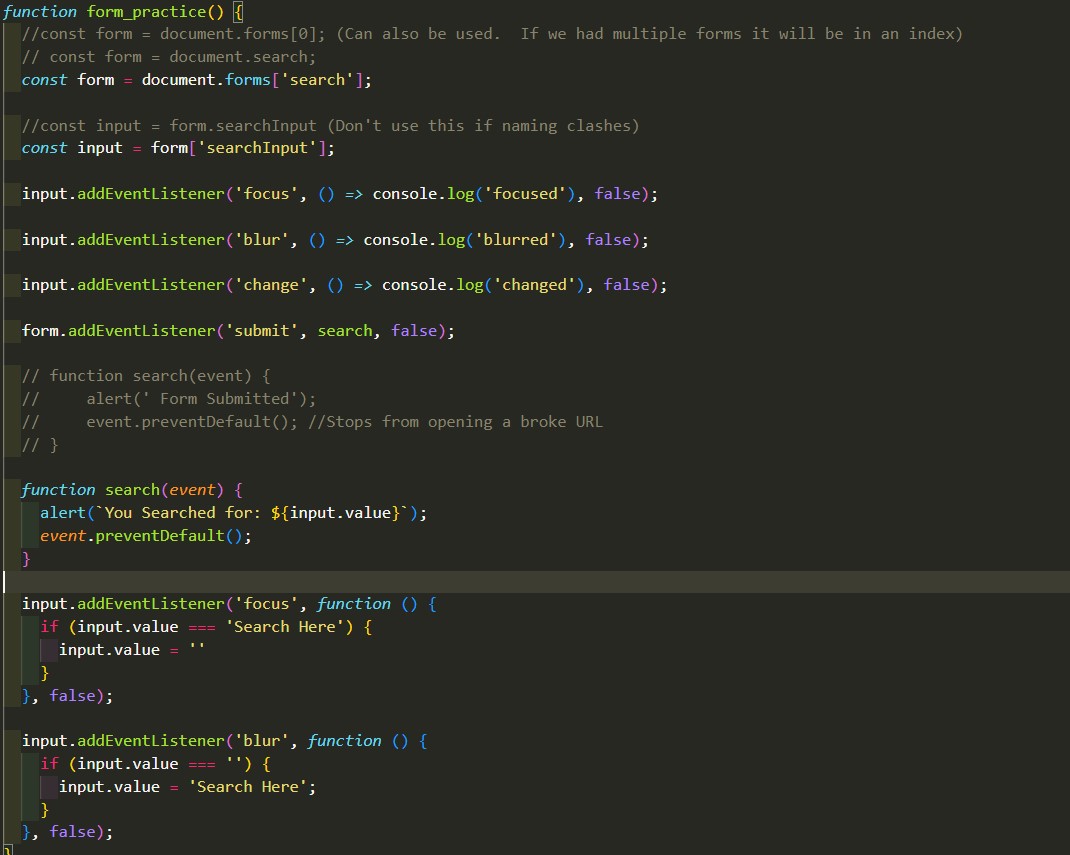 function form_practice() {
//const form = document.forms[0]; (Can also be used.  If we had multiple forms it will be in an index)
// const form = document.search;
const form = document.forms['search'];
//const input = form.searchInput (Don't use this if naming clashes)
const input = form['searchInput'];
input.addEventListener('focus', () => console.log('focused'), false);
input.addEventListener('blur', () => console.log('blurred'), false);
input.addEventListener('change', () => console.log('changed'), false);
form.addEventListener('submit', search, false);
// function search(event) {
//     alert(' Form Submitted');
//     event.preventDefault(); //Stops from opening a broke URL
// }
function search(event) {
alert(`You Searched for: ${input.value}`);
event.preventDefault();
}
input.addEventListener('focus', function () {
if (input.value === 'Search Here') {
input.value = ''
}
}, false);
input.addEventListener('blur', function () {
if (input.value === '') {
input.value = 'Search Here';
}
}, false);
}